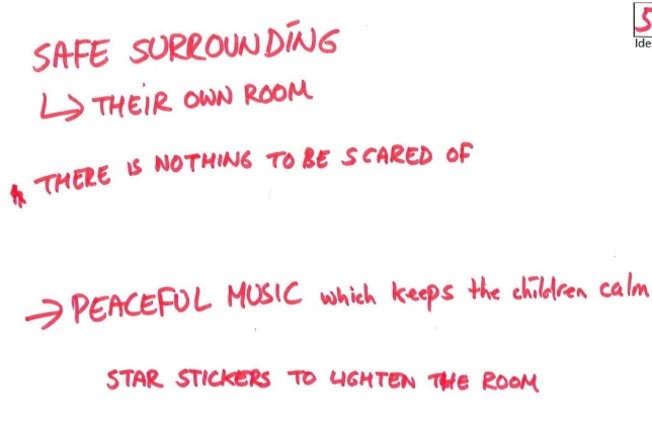 5
Ide
SAFE SURROUNDING
↳ THEIR OWN ROOM
* THERE IS NOTHING TO BE SCARED OF
→ PEACEFUL MUSIC which keeps the children calm
STAR STICKERS TO LIGHTEN THE ROOM